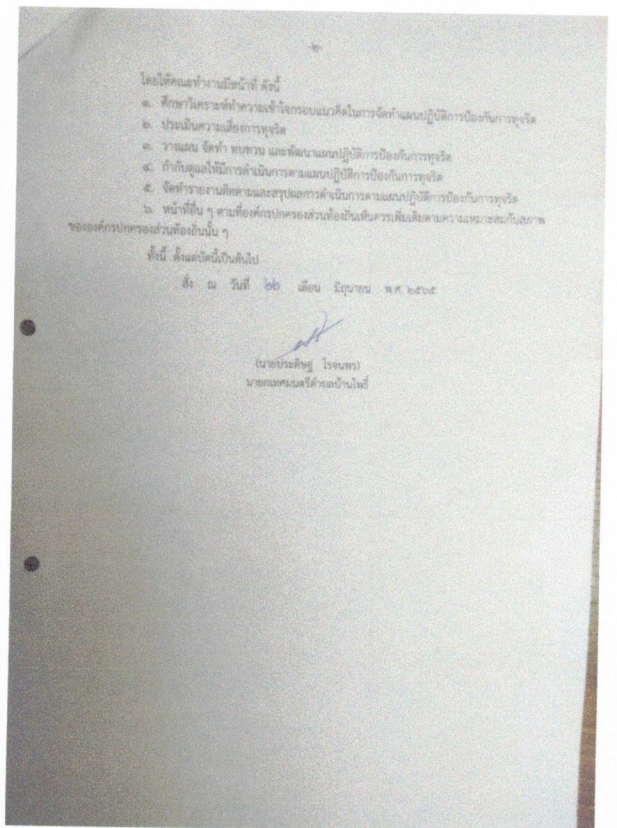 -๒-
โดยให้คณะทำงานมีหน้าที่ ดังนี้
๑. ศึกษาวิเคราะห์ทำความเข้าใจกรอบแนวคิดในการจัดทำแผนปฏิบัติการป้องกันการทุจริต
๒. ประเมินความเสี่ยงการทุจริต
๓. วางแผน จัดทำ ทบทวน และพัฒนาแผนปฏิบัติการป้องกันการทุจริต
๔. กำกับดูแลให้มีการดำเนินการตามแผนปฏิบัติการป้องกันการทุจริต
๕. จัดทำรายงานติดตามและสรุปผลการดำเนินการตามแผนปฏิบัติการป้องกันการทุจริต
๖. หน้าที่อื่น ๆ ตามที่องค์กรปกครองส่วนท้องถิ่นเห็นควรเพิ่มเติมตามความเหมาะสมกับสภาพ
ขององค์กรปกครองส่วนท้องถิ่นนั้น ๆ
ทั้งนี้ ตั้งแต่บัดนี้เป็นต้นไป
สั่ง ณ วันที่ ๒๒ เดือน มิถุนายน พ.ศ. ๒๕๖๕
(นายประดิษฐ โรจนพร)
นายกเทศมนตรีตำบลบ้านโพธิ์